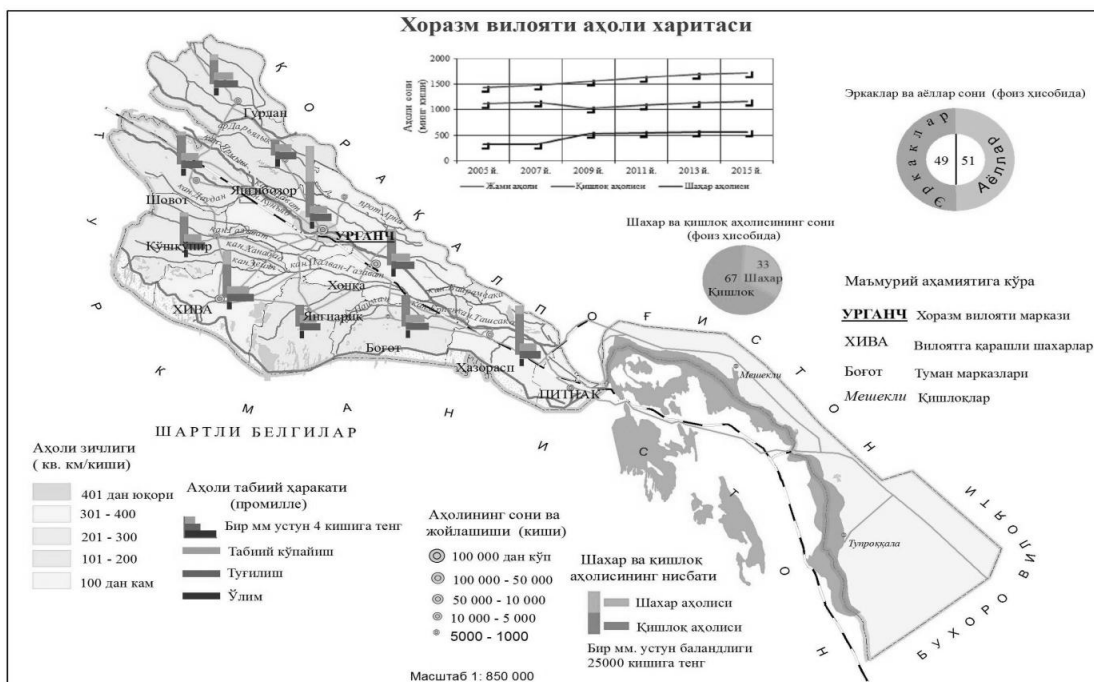 Хоразм вилояти аҳоли харитаси
Аҳоли сони
(минг киши)
2000
1500
1000
500
0
2005 й.
2007 й.
2009 й.
2011 й.
2013 й.
2015 й.
Жами аҳоли
Қишлоқ аҳолиси
Шаҳар аҳолиси
Эркаклар ва аёллар сони (фоиз ҳисобида)
Эркаклар
49
51
Аёллар
Шаҳар ва қишлоқ аҳолисининг сони
(фоиз ҳисобида)
33
Шаҳар
67
Қишлоқ
Маъмурий аҳамиятига кўра
УРГАНЧ Хоразм вилояти маркази
ХИВА Вилоятга қарашли шаҳарлар
Боғот Туман марказлари
Мешекли Қишлоқлар
ҚОРАҚАЛПОҒИСТОН
ТУРКМАНИСТОН
БУХОРО ВИЛОЯТИ
Гурлан
Янгибозор
Шовот
УРГАНЧ
Қўшкўпир
Хонқа
ХИВА
Янгиариқ
Боғот
Ҳазорасп
ПИТНАК
Мешекли
Тупроққала
ШАРТЛИ БЕЛГИЛАР
Аҳоли зичлиги
( кв. км/киши)
401 дан юқори
301 - 400
201 - 300
101 - 200
100 дан кам
Аҳоли табиий ҳаракати
(промилле)
Бир мм устун 4 кишига тенг
Табиий кўпайиш
Туғилиш
Ўлим
Аҳолининг сони ва
жойлашиши (киши)
100 000 дан кўп
100 000 - 50 000
50 000 - 10 000
10 000 - 5 000
5000 - 1000
Шаҳар ва қишлоқ
аҳолисининг нисбати
Шаҳар аҳолиси
Қишлоқ аҳолиси
Бир мм. устун баландлиги
25000 кишига тенг
Масштаб 1: 850 000